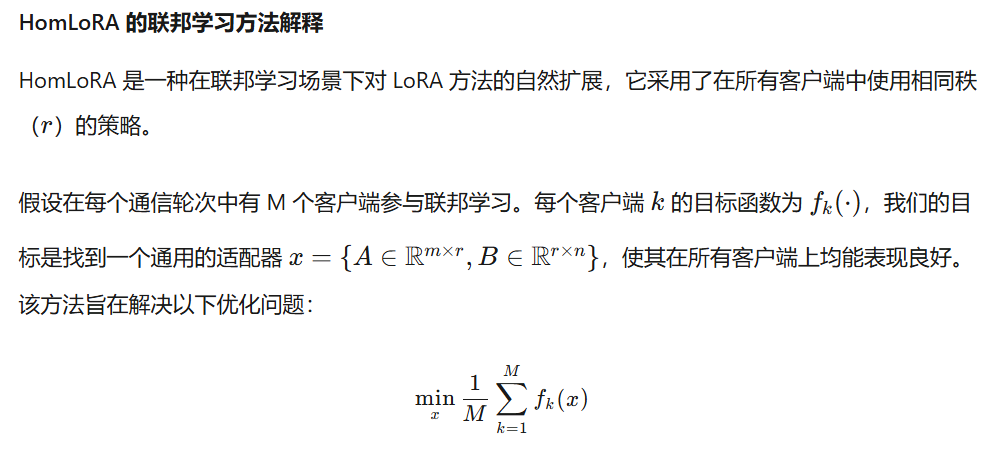 HomLoRA 的联邦学习方法解释
HomLoRA 是一种在联邦学习场景下对 LoRA 方法的自然扩展，它采用了在所有客户端中使用相同秩
（r）的策略。
假设在每个通信轮次中有 M 个客户端参与联邦学习。每个客户端 k 的目标函数为 f_k(·)，我们的目
标是找到一个通用的适配器 x = {A ∈ ℝ^{m×r}, B ∈ ℝ^{r×n}}，使其在所有客户端上均能表现良好。
该方法旨在解决以下优化问题：
\min_x \frac{1}{M} \sum_{k=1}^{M} f_k(x)